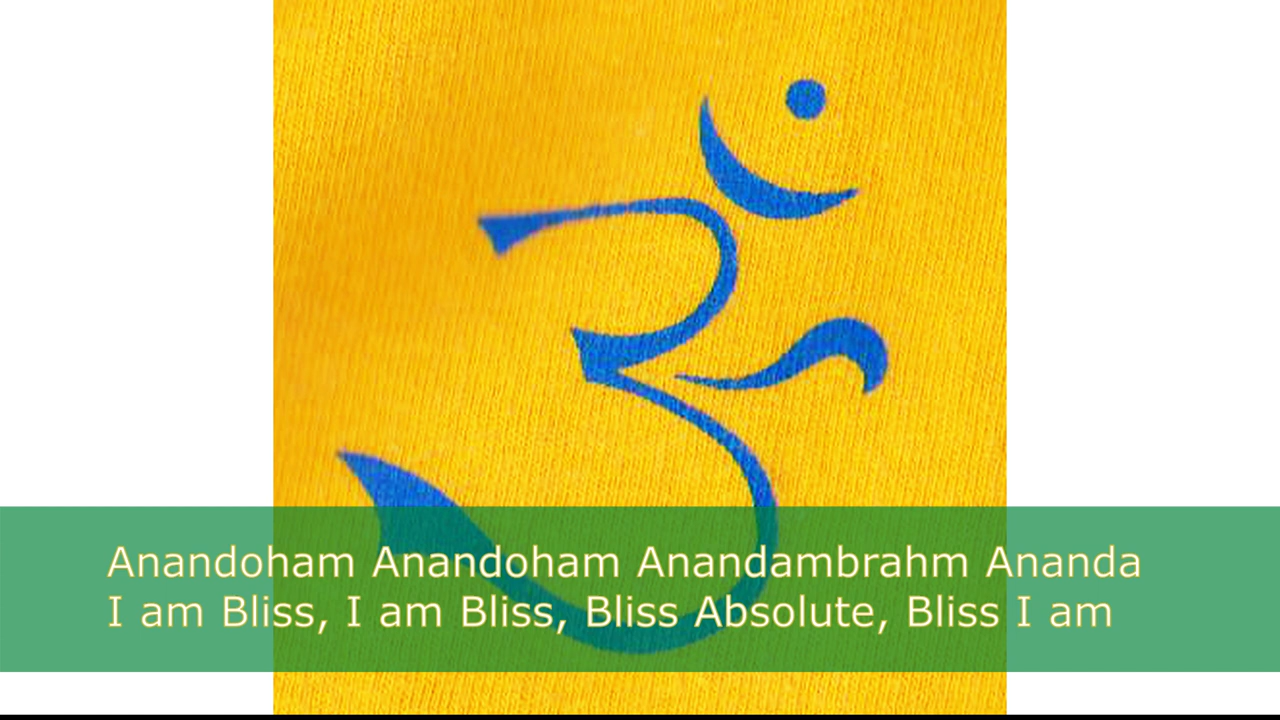 ॐ
Anandoham Anandoham Anandambrahm Ananda
I am Bliss, I am Bliss, Bliss Absolute, Bliss I am